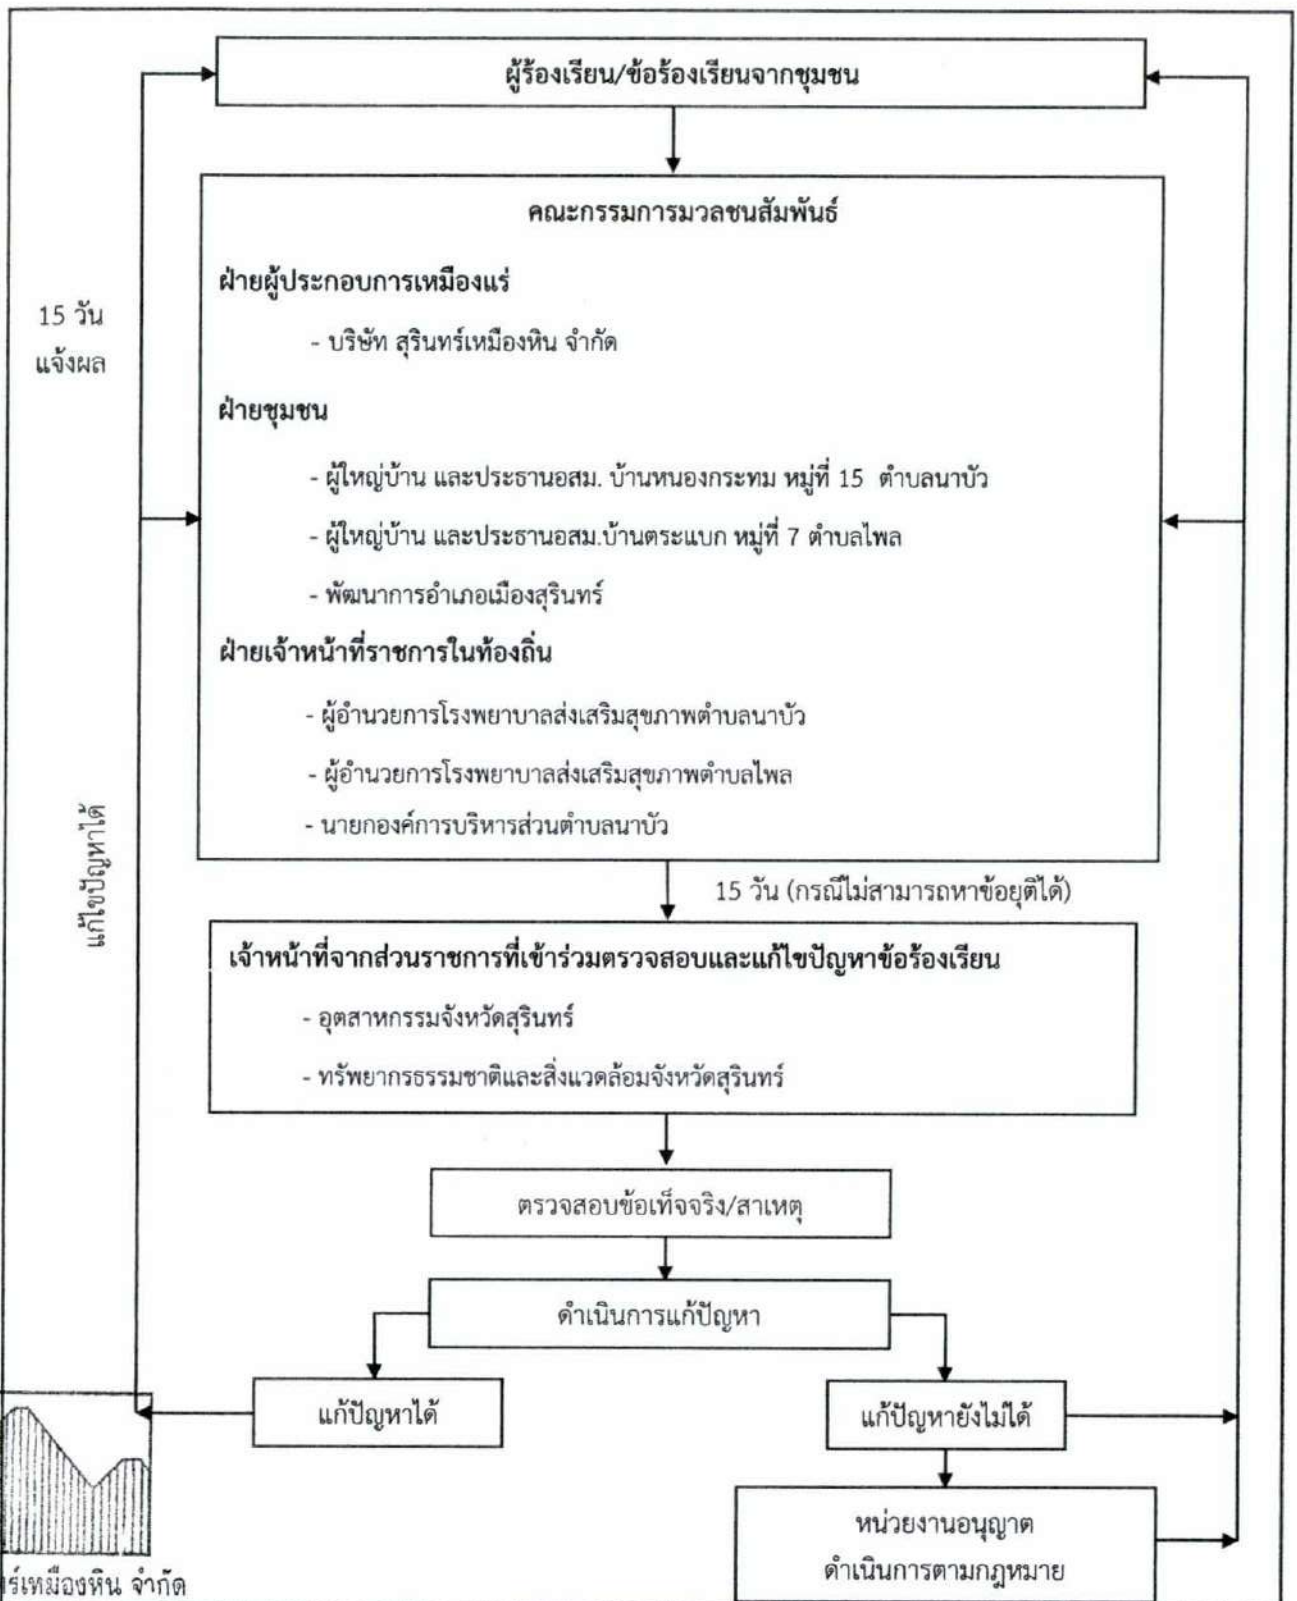 ผู้ร้องเรียน/ข้อร้องเรียนจากชุมชน
คณะกรรมการมวลชนสัมพันธ์
ฝ่ายผู้ประกอบการเหมืองแร่
- บริษัท สุรินทร์เหมืองหิน จำกัด
ฝ่ายชุมชน
- ผู้ใหญ่บ้าน และประธานอสม. บ้านหนองกระทม หมู่ที่ 15 ตำบลนาบัว
- ผู้ใหญ่บ้าน และประธานอสม.บ้านตระแบก หมู่ที่ 7 ตำบลไพล
- พัฒนาการอำเภอเมืองสุรินทร์
ฝ่ายเจ้าหน้าที่ราชการในท้องถิ่น
- ผู้อำนวยการโรงพยาบาลส่งเสริมสุขภาพตำบลนาบัว
- ผู้อำนวยการโรงพยาบาลส่งเสริมสุขภาพตำบลไพล
- นายกองค์การบริหารส่วนตำบลนาบัว
15 วัน
แจ้งผล
แก้ไขปัญหาได้
15 วัน (กรณีไม่สามารถหาข้อยุติได้)
เจ้าหน้าที่จากส่วนราชการที่เข้าร่วมตรวจสอบและแก้ไขปัญหาข้อร้องเรียน
- อุตสาหกรรมจังหวัดสุรินทร์
- ทรัพยากรธรรมชาติและสิ่งแวดล้อมจังหวัดสุรินทร์
ตรวจสอบข้อเท็จจริง/สาเหตุ
ดำเนินการแก้ปัญหา
แก้ปัญหาได้
แก้ปัญหายังไม่ได้
หน่วยงานอนุญาต
ดำเนินการตามกฎหมาย
ร์เหมืองหิน จำกัด